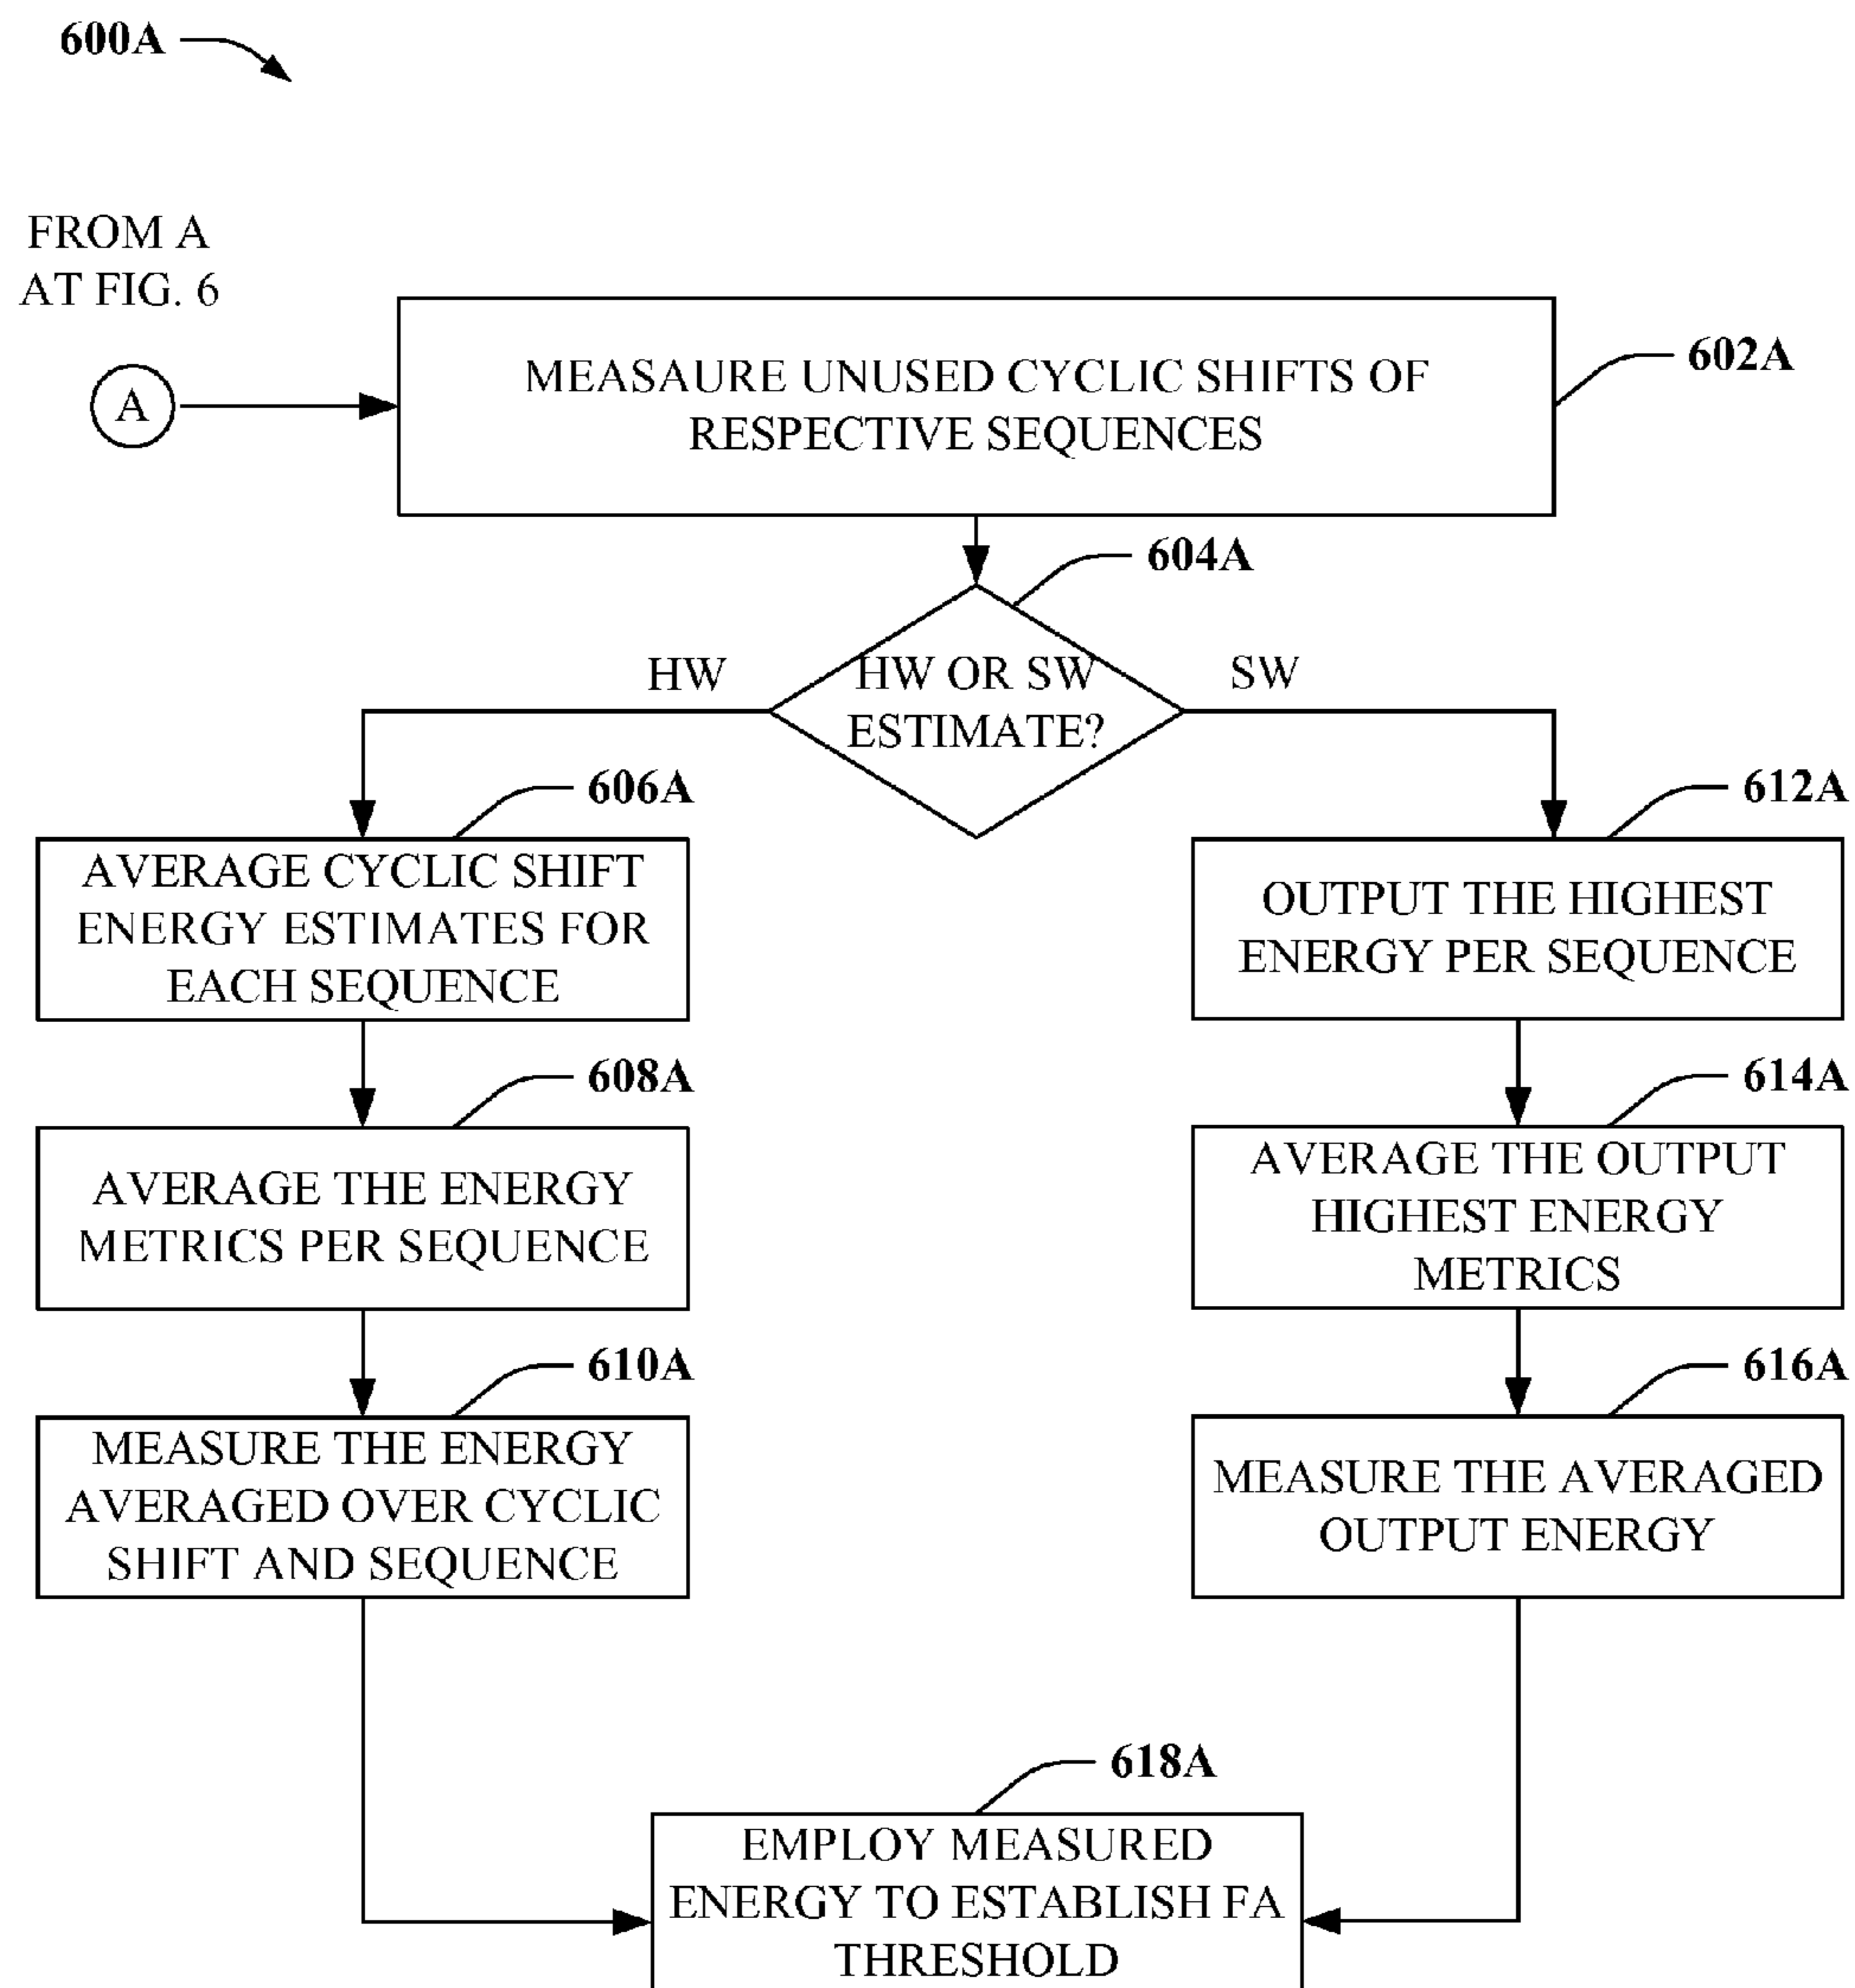 600A
FROM A
AT FIG. 6
A
MEASAURE UNUSED CYCLIC SHIFTS OF
RESPECTIVE SEQUENCES
602A
604A
HW
HW OR SW
ESTIMATE?
SW
606A
AVERAGE CYCLIC SHIFT
ENERGY ESTIMATES FOR
EACH SEQUENCE
612A
OUTPUT THE HIGHEST
ENERGY PER SEQUENCE
608A
AVERAGE THE ENERGY
METRICS PER SEQUENCE
614A
AVERAGE THE OUTPUT
HIGHEST ENERGY
METRICS
610A
MEASURE THE ENERGY
AVERAGED OVER CYCLIC
SHIFT AND SEQUENCE
616A
MEASURE THE AVERAGED
OUTPUT ENERGY
618A
EMPLOY MEASURED
ENERGY TO ESTABLISH FA
THRESHOLD